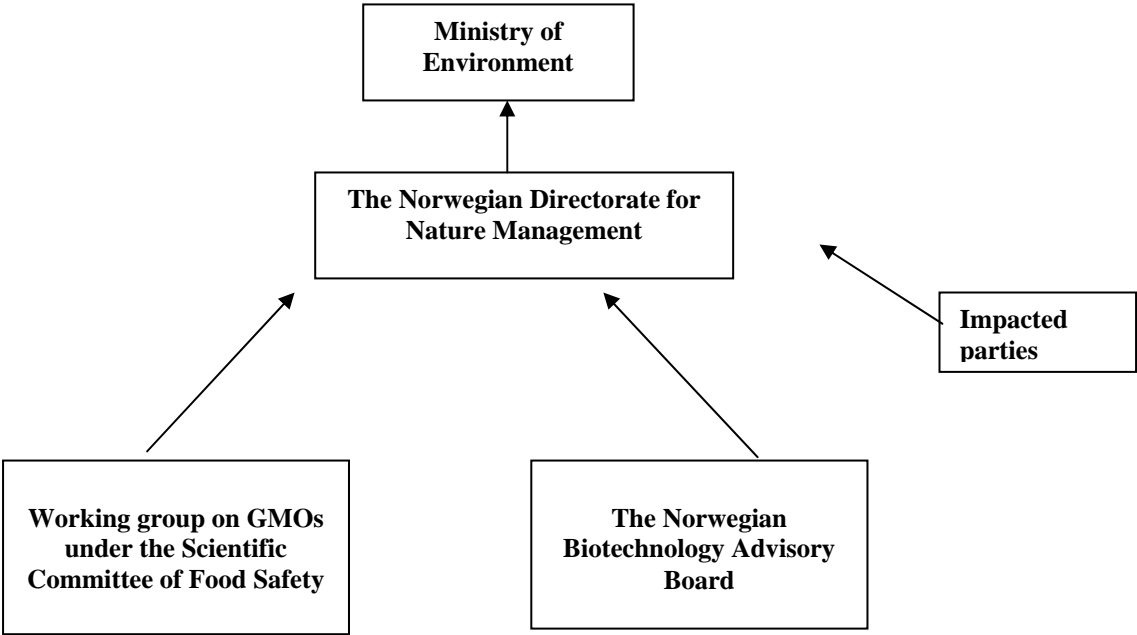 Ministry of
Environment
The Norwegian Directorate for
Nature Management
Impacted
parties
Working group on GMOs
under the Scientific
Committee of Food Safety
The Norwegian
Biotechnology Advisory
Board